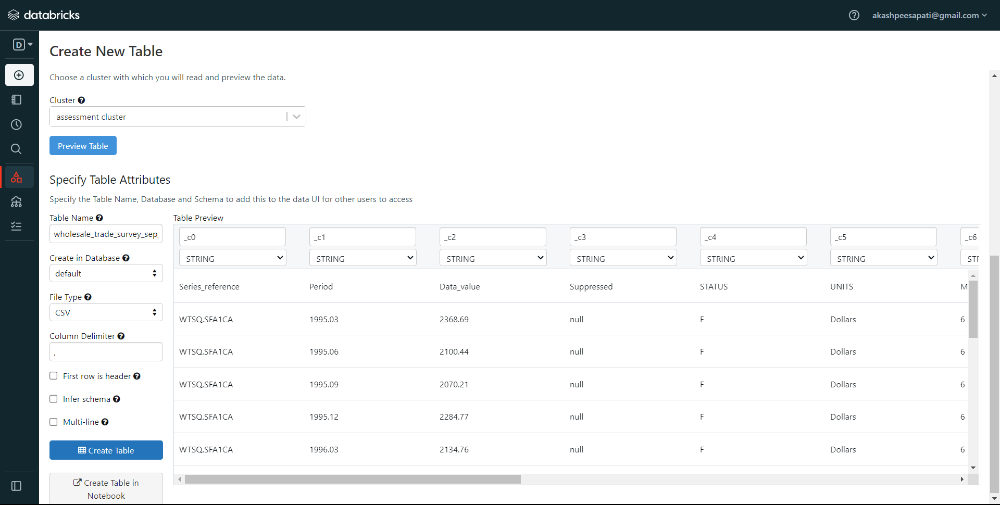 databricks
akashpeesapati@gmail.com
D
Create New Table
Choose a cluster with which you will read and preview the data.
Cluster
assessment cluster
Preview Table
Specify Table Attributes
Specify the Table Name, Database and Schema to add this to the data UI for other users to access
Table Name
wholesale_trade_survey_sep_
Create in Database
default
File Type
CSV
Column Delimiter
,
First row is header
Infer schema
Multi-line
Create Table
Create Table in
Notebook
Table Preview
_c0 _c1 _c2 _c3 _c4 _c5 _c6
STRING STRING STRING STRING STRING STRING STR
Series_reference Period Data_value Suppressed STATUS UNITS M
WTSQ.SFA1CA 1995.03 2368.69 null F Dollars 6
WTSQ.SFA1CA 1995.06 2100.44 null F Dollars 6
WTSQ.SFA1CA 1995.09 2070.21 null F Dollars 6
WTSQ.SFA1CA 1995.12 2284.77 null F Dollars 6
WTSQ.SFA1CA 1996.03 2134.76 null F Dollars 6